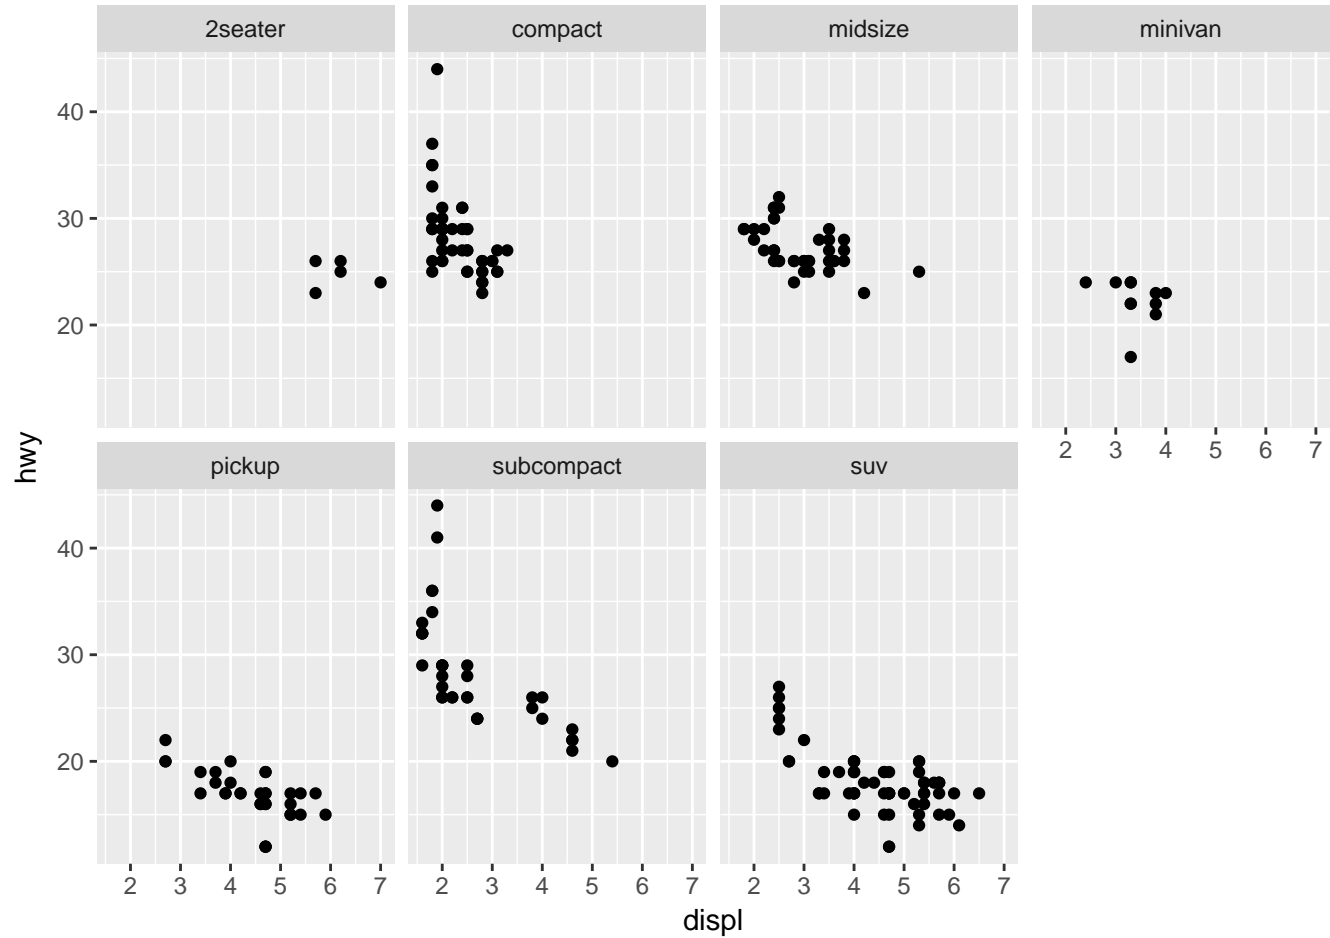 2seater compact midsize minivan
40
30
20
2 3 4 5 6 7
hwy
pickup subcompact suv
40
30
20
2 3 4 5 6 7 2 3 4 5 6 7 2 3 4 5 6 7
displ